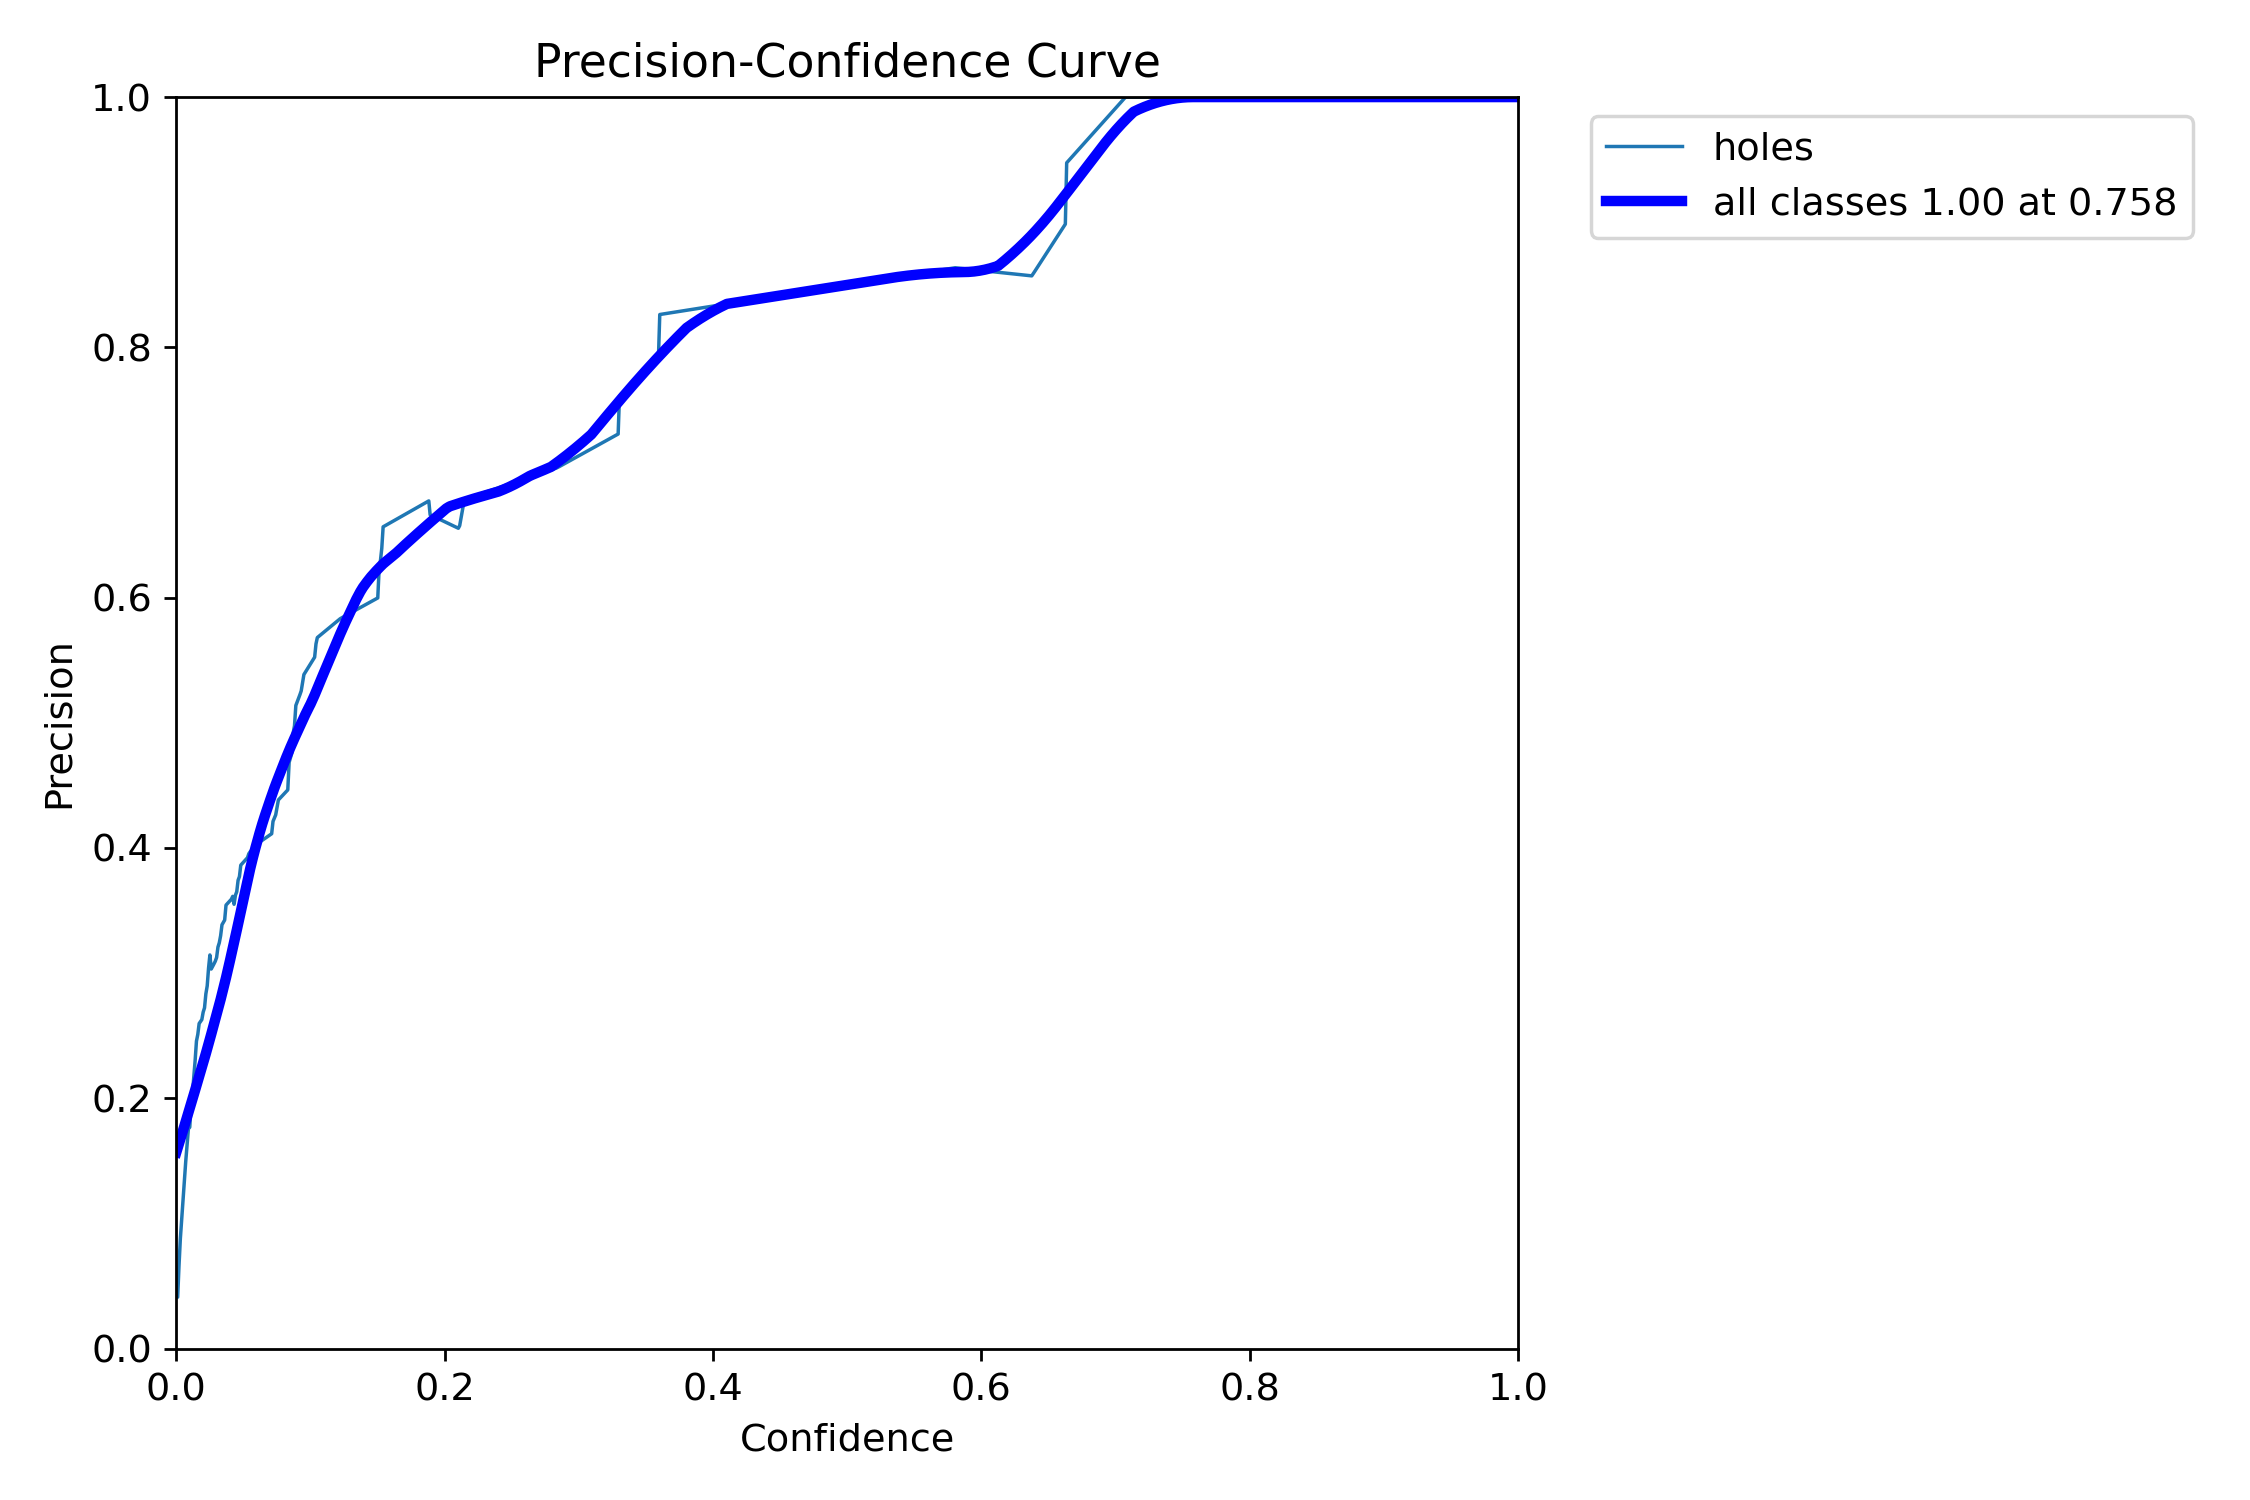 Precision-Confidence Curve
1.0
0.8
0.6
0.4
0.2
0.0
Precision
0.0 0.2 0.4 0.6 0.8 1.0
Confidence
holes
all classes 1.00 at 0.758